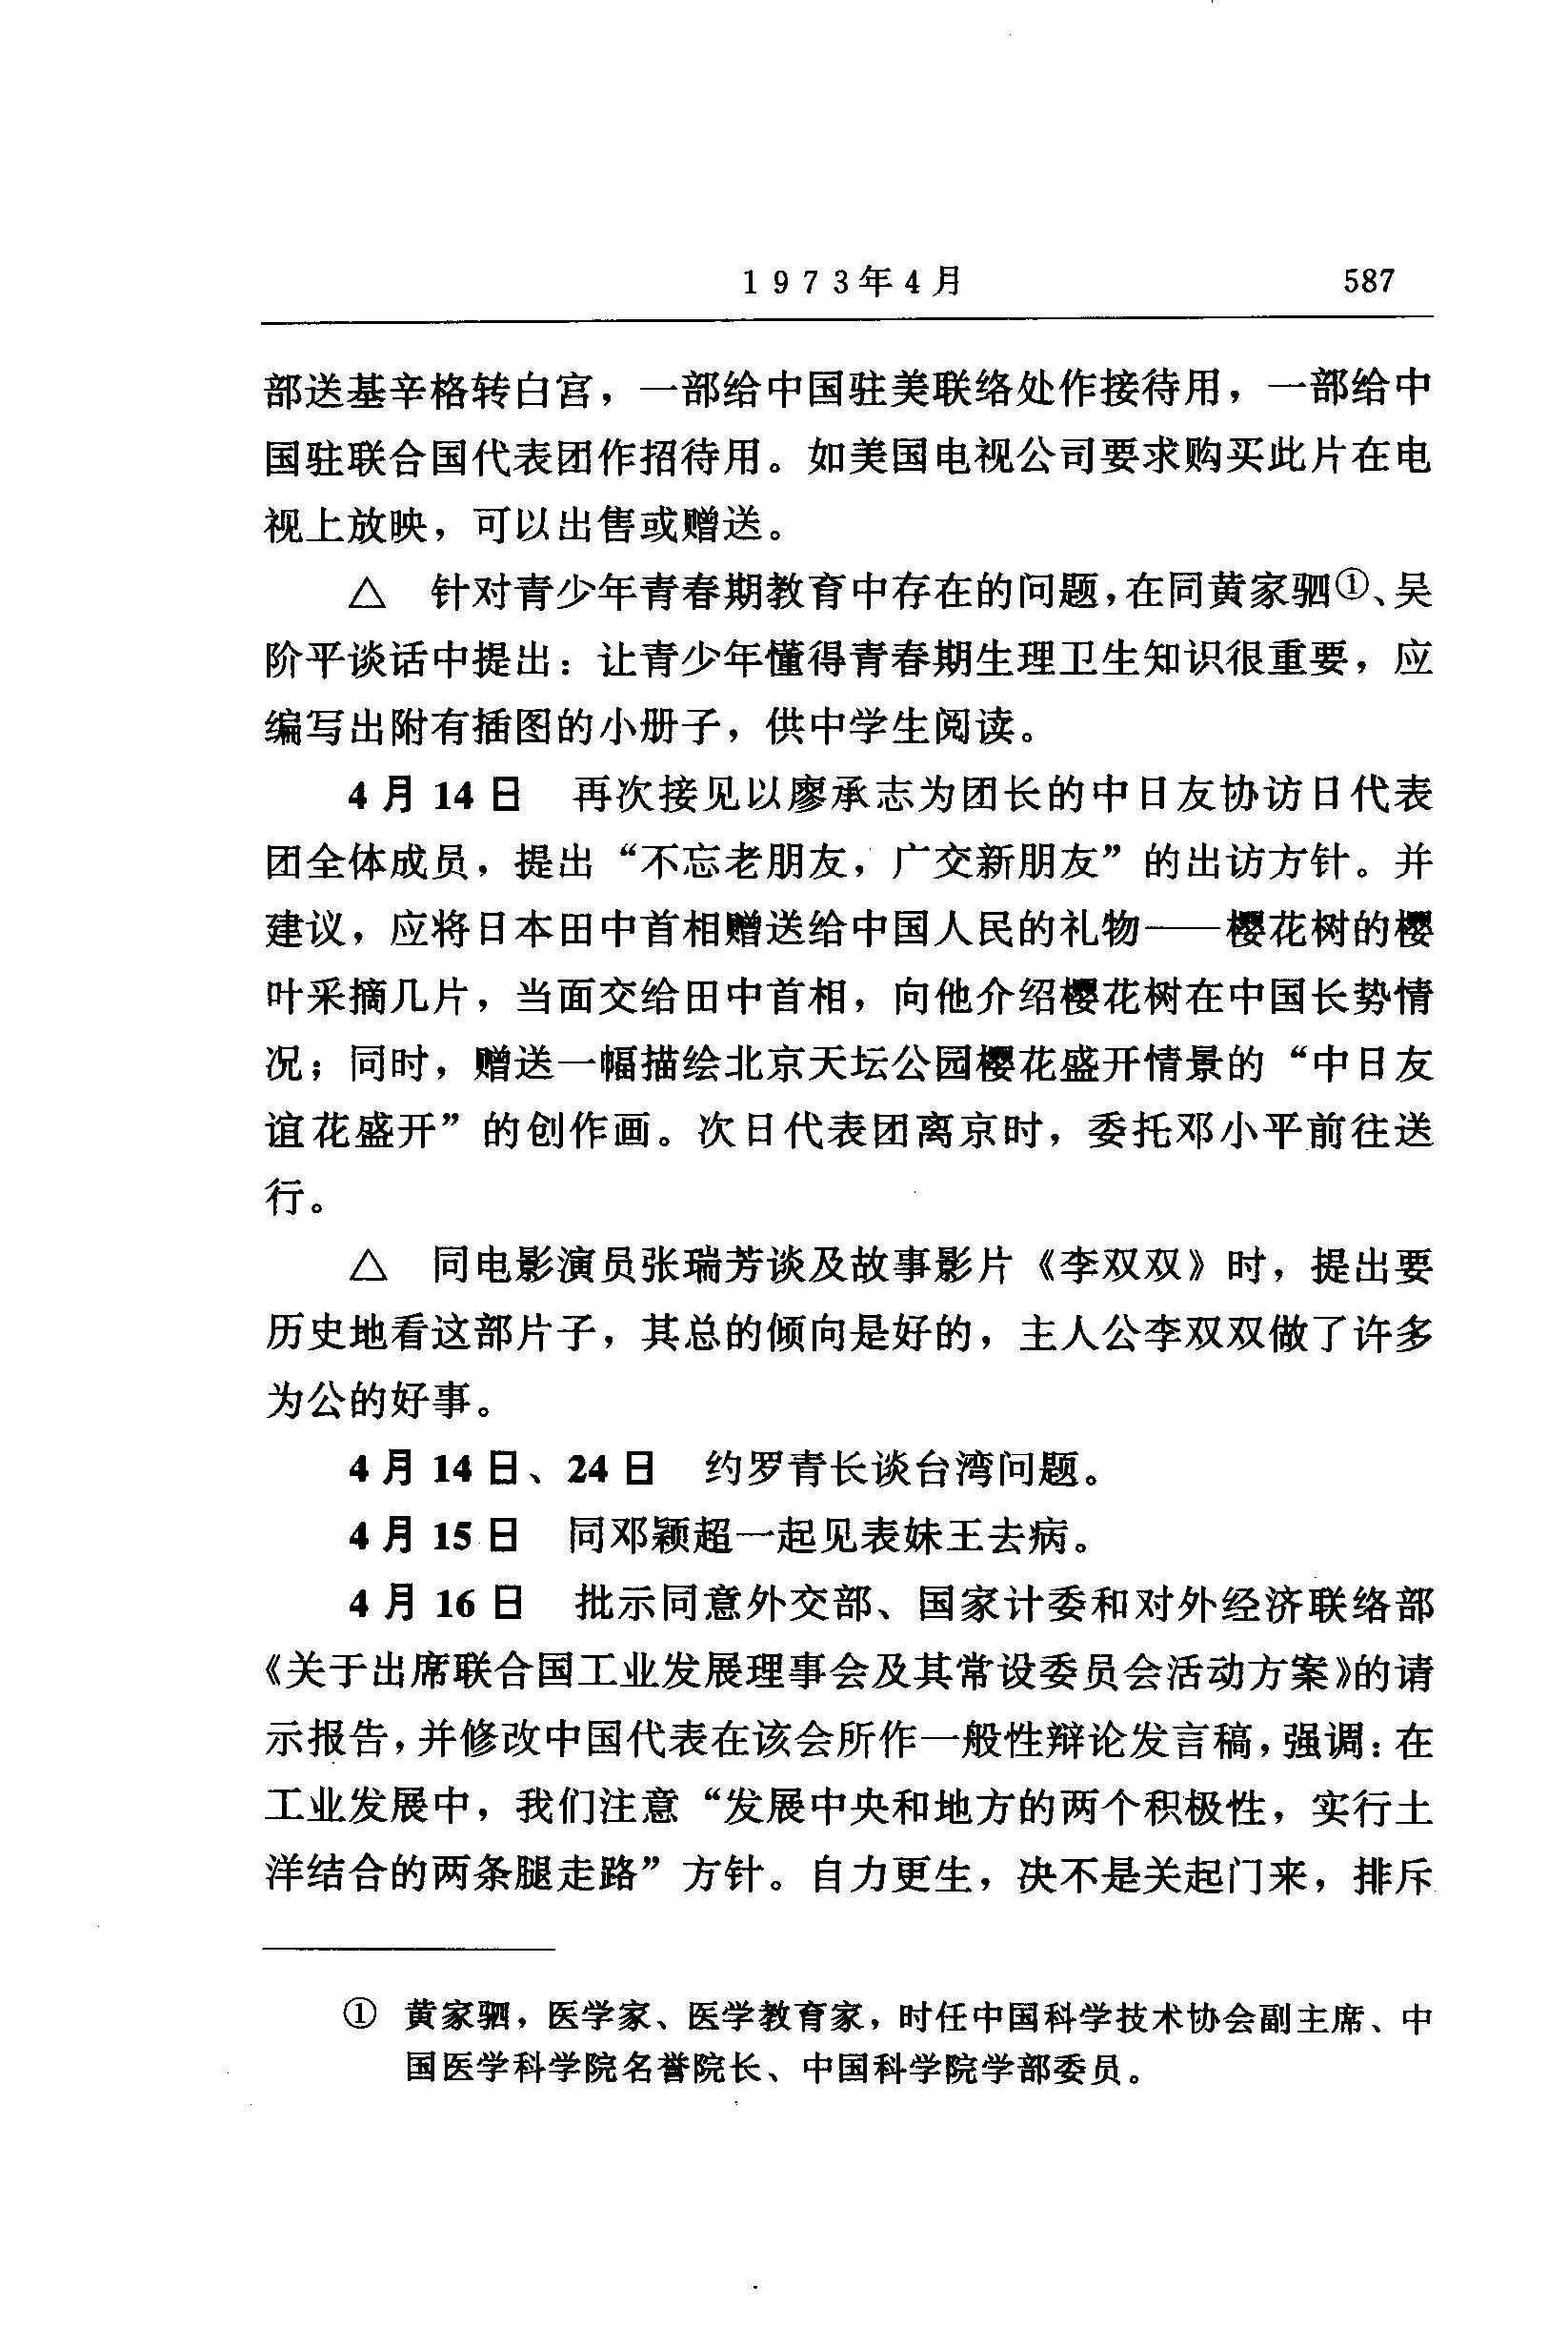 1973年4月 587
部送基辛格转白宫，一部给中国驻美联络处作接待用，一部给中
国驻联合国代表团作招待用。如美国电视公司要求购买此片在电
视上放映，可以出售或赠送。
△ 针对青少年青春期教育中存在的问题，在同黄家驷①、吴
阶平谈话中提出：让青少年懂得青春期生理卫生知识很重要，应
编写出附有插图的小册子，供中学生阅读。
4月14日 再次接见以廖承志为团长的中日友协访日代表
团全体成员，提出“不忘老朋友，广交新朋友”的出访方针。并
建议，应将日本田中首相赠送给中国人民的礼物——樱花树的樱
叶采摘几片，当面交给田中首相，向他介绍樱花树在中国长势情
况；同时，赠送一幅描绘北京天坛公园樱花盛开情景的“中日友
谊花盛开”的创作画。次日代表团离京时，委托邓小平前往送
行。
△ 同电影演员张瑞芳谈及故事影片《李双双》时，提出要
历史地看这部片子，其总的倾向是好的，主人公李双双做了许多
为公的好事。
4月14日、24日 约罗青长谈台湾问题。
4月15日 同邓颖超一起见表妹王去病。
4月16日 批示同意外交部、国家计委和对外经济联络部
《关于出席联合国工业发展理事会及其常设委员会活动方案》的请
示报告，并修改中国代表在该会所作一般性辩论发言稿，强调：在
工业发展中，我们注意“发展中央和地方的两个积极性，实行土
洋结合的两条腿走路”方针。自力更生，决不是关起门来，排斥
① 黄家驷，医学家、医学教育家，时任中国科学技术协会副主席、中
国医学科学院名誉院长、中国科学院学部委员。